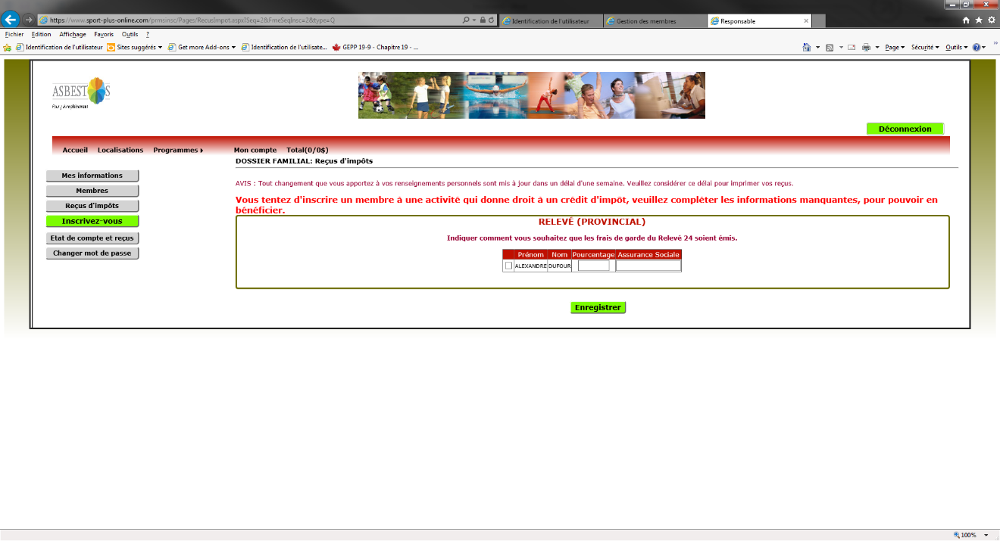 https://www.sport-plus-online.com/prmsinsc/Pages/RecusImpot.aspx?Seq=2&FmeSeqInsc=2&type=Q
Identification de l'utilisateur
Gestion des membres
Responsable
Fichier Edition Affichage Favoris Outils ?
Identification de l'utilisateur Sites suggérés Get more Add-ons Identification de l'utilisate... GEPP 19-9 - Chapitre 19 - ... Page Sécurité Outils
ASBESTOS
Déconnexion
Accueil Localisations Programmes Mon compte Total(0/0$)
DOSSIER FAMILIAL: Reçus d'impôts
Mes informations
Membres
Reçus d'impôts
Inscrivez-vous
Etat de compte et reçus
Changer mot de passe
AVIS : Tout changement que vous apportez à vos renseignements personnels sont mis à jour dans un délai d'une semaine. Veuillez considérer ce délai pour imprimer vos reçus.
Vous tentez d'inscrire un membre à une activité qui donne droit à un crédit d'impôt, veuillez compléter les informations manquantes, pour pouvoir en
bénéficier.
RELEVÉ (PROVINCIAL)
Indiquer comment vous souhaitez que les frais de garde du Relevé 24 soient émis.
Prénom Nom Pourcentage Assurance Sociale
ALEXANDRE DUFOUR
Enregistrer
100%